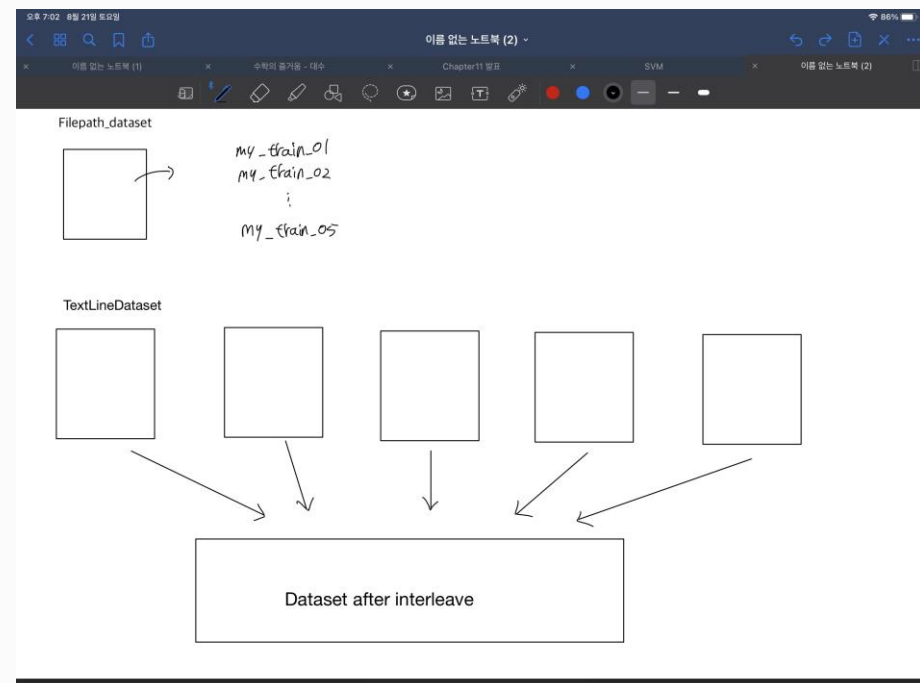 오후 7:02 8월 21일 토요일
86%
이름 없는 노트북 (2)
이름 없는 노트북 (1)
수학의 즐거움 - 대수
Chapter11 발표
SVM
이름 없는 노트북 (2)
Filepath_dataset
my_train_01
my_train_02
⋮
my_train_05
TextLineDataset
Dataset after interleave